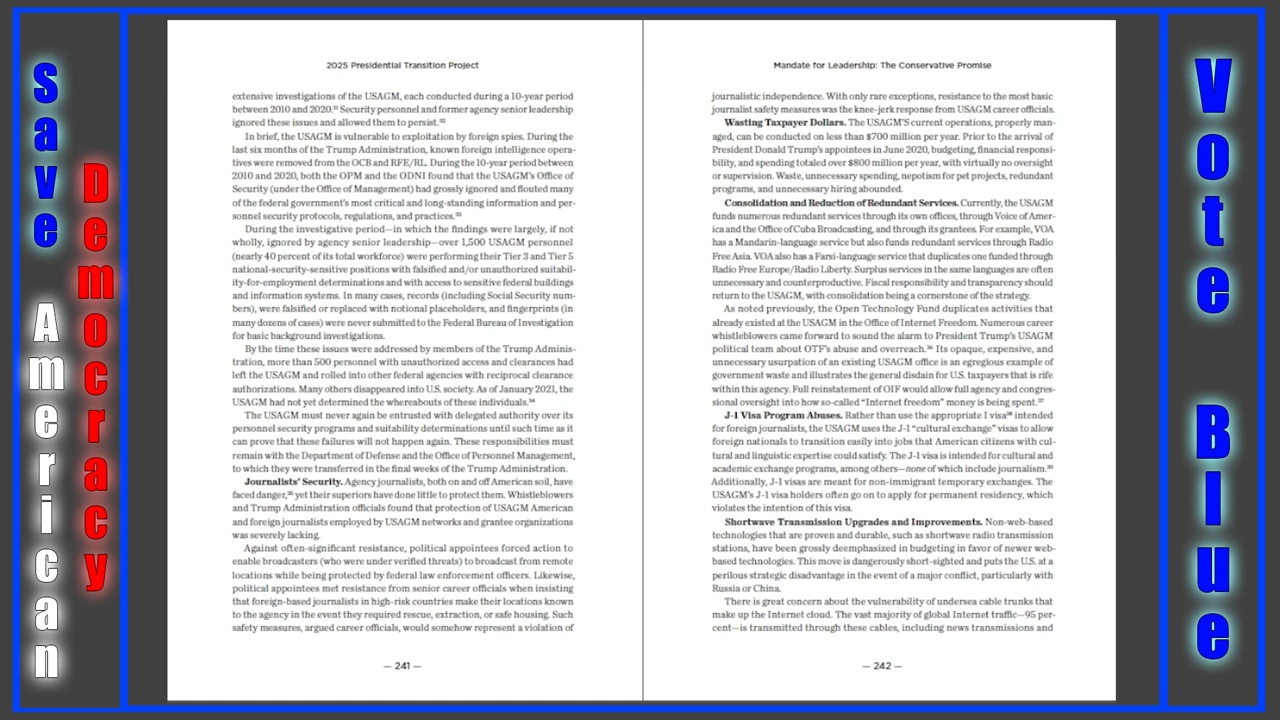 Save American
Democracy
2025 Presidential Transition Project
extensive investigations of the USAGM, each conducted during a 10-year period
between 2010 and 2020.³¹ Security personnel and former agency senior leadership
ignored these issues and allowed them to persist.³²
In brief, the USAGM is vulnerable to exploitation by foreign spies. During the
last six months of the Trump Administration, known foreign intelligence opera-
tives were removed from the OCB and RFE/RL. During the 10-year period between
2010 and 2020, both the OPM and the ODNI found that the USAGM's Office of
Security (under the Office of Management) had grossly ignored and flouted many
of the federal government's most critical and long-standing information and per-
sonnel security protocols, regulations, and practices.³³
During the investigative period—in which the findings were largely, if not
wholly, ignored by agency senior leadership—over 1,500 USAGM personnel
(nearly 40 percent of its total workforce) were performing their Tier 3 and Tier 5
national-security-sensitive positions with falsified and/or unauthorized suitabil-
ity-for-employment determinations and with access to sensitive federal buildings
and information systems. In many cases, records (including Social Security num-
bers), were falsified or replaced with notional placeholders, and fingerprints (in
many dozens of cases) were never submitted to the Federal Bureau of Investigation
for basic background investigations.
By the time these issues were addressed by members of the Trump Adminis-
tration, more than 500 personnel with unauthorized access and clearances had
left the USAGM and rolled into other federal agencies with reciprocal clearance
authorizations. Many others disappeared into U.S. society. As of January 2021, the
USAGM had not yet determined the whereabouts of these individuals.³⁴
The USAGM must never again be entrusted with delegated authority over its
personnel security programs and suitability determinations until such time as it
can prove that these failures will not happen again. These responsibilities must
remain with the Department of Defense and the Office of Personnel Management,
to which they were transferred in the final weeks of the Trump Administration.
Journalists' Security. Agency journalists, both on and off American soil, have
faced danger,³⁵ yet their superiors have done little to protect them. Whistleblowers
and Trump Administration officials found that protection of USAGM American
and foreign journalists employed by USAGM networks and grantee organizations
was severely lacking.
Against often-significant resistance, political appointees forced action to
enable broadcasters (who were under verified threats) to broadcast from remote
locations while being protected by federal law enforcement officers. Likewise,
political appointees met resistance from senior career officials when insisting
that foreign-based journalists in high-risk countries make their locations known
to the agency in the event they required rescue, extraction, or safe housing. Such
safety measures, argued career officials, would somehow represent a violation of
— 241 —
Mandate for Leadership: The Conservative Promise
journalistic independence. With only rare exceptions, resistance to the most basic
journalist safety measures was the knee-jerk response from USAGM career officials.
Wasting Taxpayer Dollars. The USAGM'S current operations, properly man-
aged, can be conducted on less than $700 million per year. Prior to the arrival of
President Donald Trump's appointees in June 2020, budgeting, financial responsi-
bility, and spending totaled over $800 million per year, with virtually no oversight
or supervision. Waste, unnecessary spending, nepotism for pet projects, redundant
programs, and unnecessary hiring abounded.
Consolidation and Reduction of Redundant Services. Currently, the USAGM
funds numerous redundant services through its own offices, through Voice of Amer-
ica and the Office of Cuba Broadcasting, and through its grantees. For example, VOA
has a Mandarin-language service but also funds redundant services through Radio
Free Asia. VOA also has a Farsi-language service that duplicates one funded through
Radio Free Europe/Radio Liberty. Surplus services in the same languages are often
unnecessary and counterproductive. Fiscal responsibility and transparency should
return to the USAGM, with consolidation being a cornerstone of the strategy.
As noted previously, the Open Technology Fund duplicates activities that
already existed at the USAGM in the Office of Internet Freedom. Numerous career
whistleblowers came forward to sound the alarm to President Trump's USAGM
political team about OTF's abuse and overreach.³⁶ Its opaque, expensive, and
unnecessary usurpation of an existing USAGM office is an egregious example of
government waste and illustrates the general disdain for U.S. taxpayers that is rife
within this agency. Full reinstatement of OIF would allow full agency and congres-
sional oversight into how so-called “Internet freedom” money is being spent.³⁷
J-1 Visa Program Abuses. Rather than use the appropriate I visa³⁸ intended
for foreign journalists, the USAGM uses the J-1 “cultural exchange” visas to allow
foreign nationals to transition easily into jobs that American citizens with cul-
tural and linguistic expertise could satisfy. The J-1 visa is intended for cultural and
academic exchange programs, among others—none of which include journalism.³⁹
Additionally, J-1 visas are meant for non-immigrant temporary exchanges. The
USAGM's J-1 visa holders often go on to apply for permanent residency, which
violates the intention of this visa.
Shortwave Transmission Upgrades and Improvements. Non-web-based
technologies that are proven and durable, such as shortwave radio transmission
stations, have been grossly deemphasized in budgeting in favor of newer web-
based technologies. This move is dangerously short-sighted and puts the U.S. at a
perilous strategic disadvantage in the event of a major conflict, particularly with
Russia or China.
There is great concern about the vulnerability of undersea cable trunks that
make up the Internet cloud. The vast majority of global Internet traffic—95 per-
cent—is transmitted through these cables, including news transmissions and
— 242 —
Vote Blue